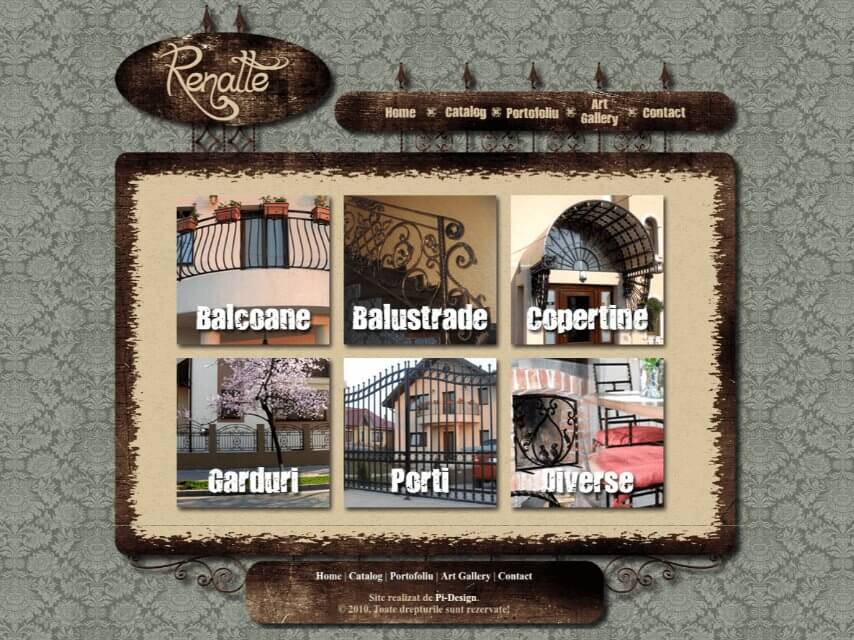 Renatte
Home Catalog Portofoliu Art Gallery Contact
Balcoane Balustrade Copertine
Garduri Porti Diverse
Home | Catalog | Portofoliu | Art Gallery | Contact
Site realizat de Pi-Design.
© 2010. Toate drepturile sunt rezervate!